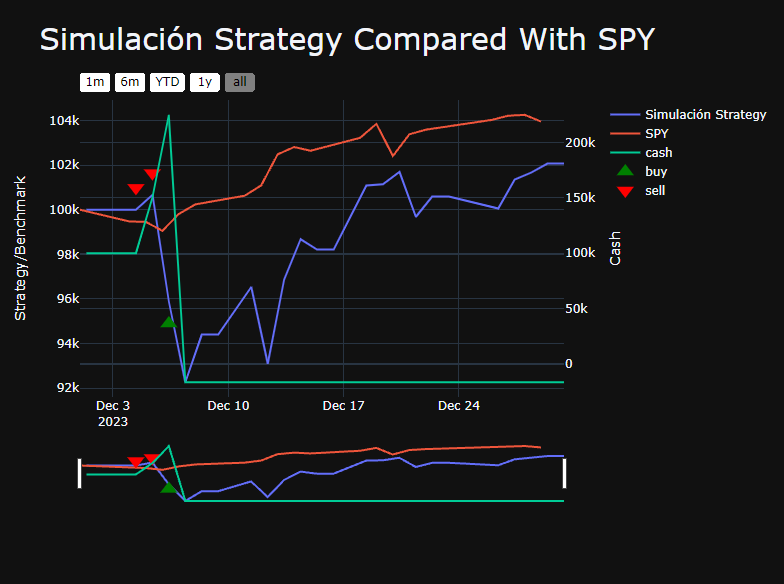 Simulación Strategy Compared With SPY
1m 6m YTD 1y all
Simulación Strategy
SPY
cash
buy
sell
Strategy/Benchmark
104k
102k
100k
98k
96k
94k
92k
200k
150k
100k
50k
0
Cash
Dec 3 Dec 10 Dec 17 Dec 24
2023